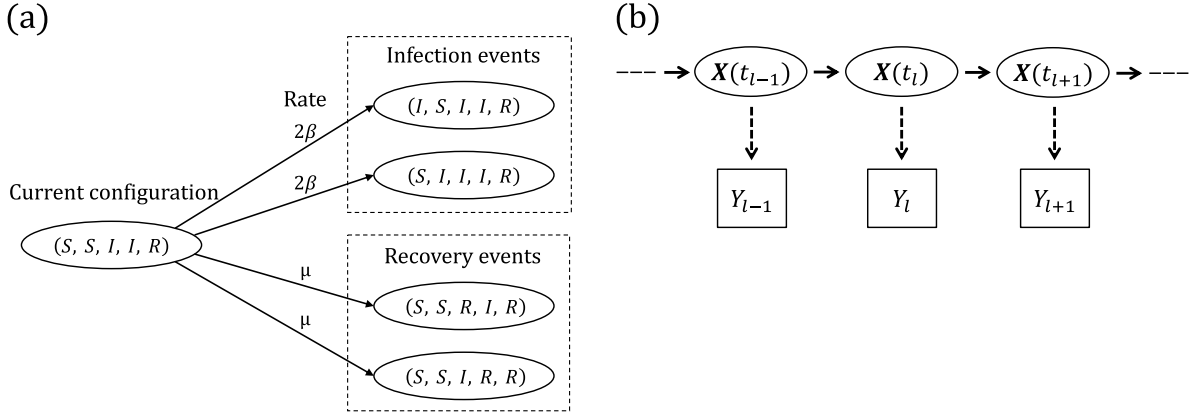 (a)
Infection events
Rate
(I, S, I, I, R)
2β
(S, I, I, I, R)
2β
Current configuration
(S, S, I, I, R)
Recovery events
μ
(S, S, R, I, R)
μ
(S, S, I, R, R)
(b)
X(t_{l−1}) X(t_l) X(t_{l+1})
Y_{l−1} Y_l Y_{l+1}